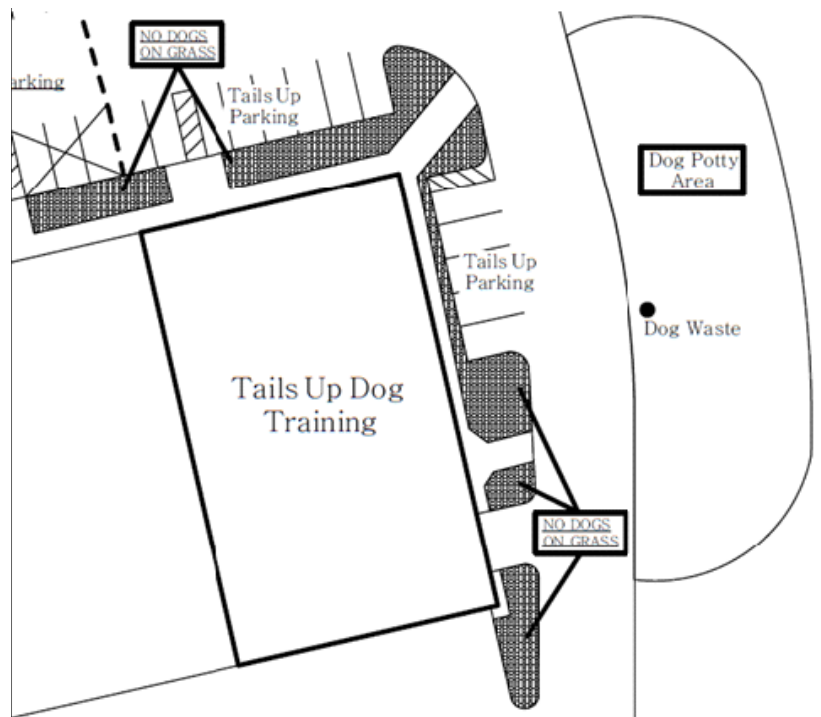 NO DOGS
ON GRASS
arking
Tails Up
Parking
Dog Potty
Area
Tails Up
Parking
Dog Waste
Tails Up Dog
Training
NO DOGS
ON GRASS